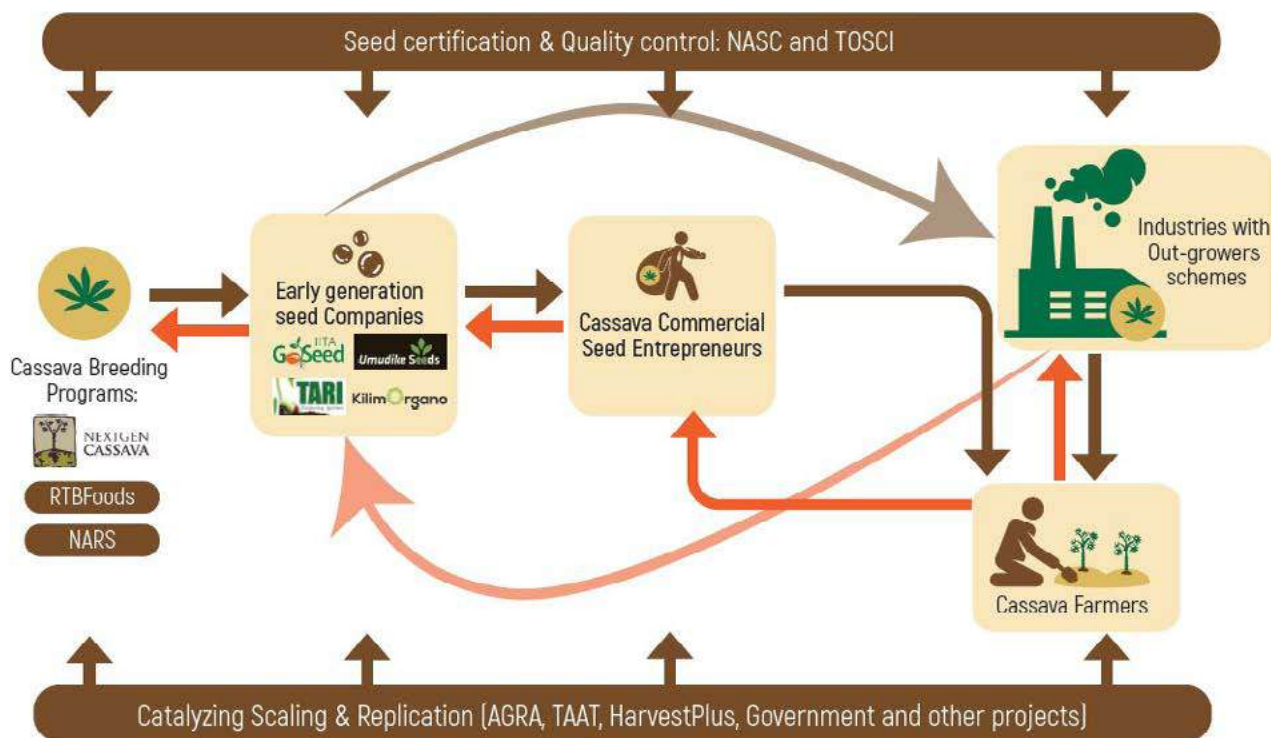 Seed certification & Quality control: NASC and TOSCI
Industries with
Out-growers
schemes
Early generation
seed Companies
IITA
GoSeed
Umudike Seeds
TARI
KilimOrgano
Cassava Commercial
Seed Entrepreneurs
Cassava Breeding
Programs:
NEXTGEN
CASSAVA
RTBFoods
NARS
Cassava Farmers
Catalyzing Scaling & Replication (AGRA, TAAT, HarvestPlus, Government and other projects)